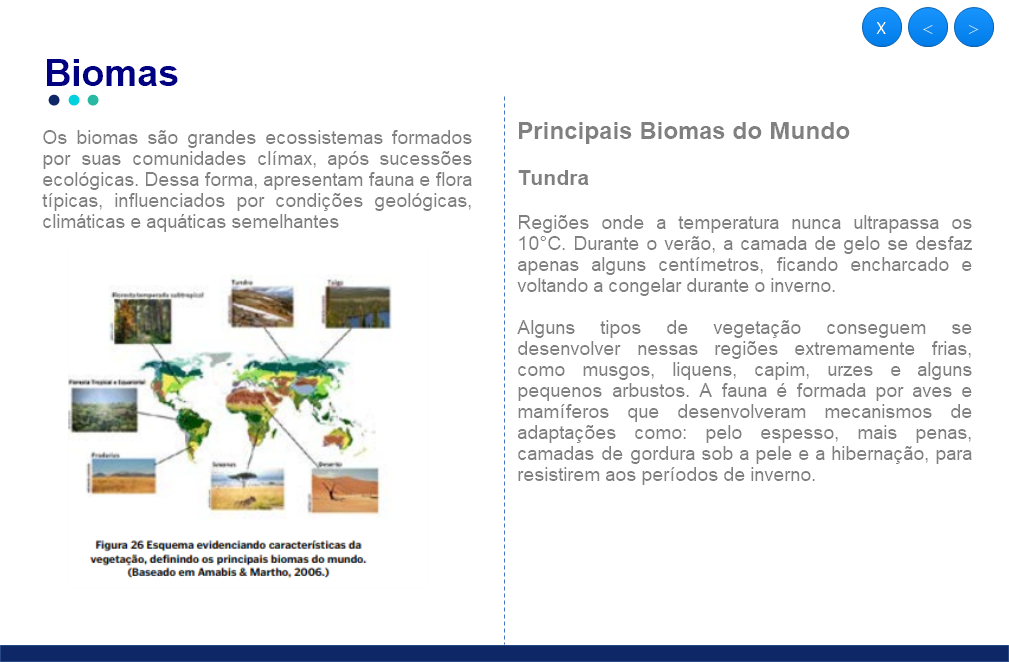 X < >
Biomas
Os biomas são grandes ecossistemas formados
por suas comunidades clímax, após sucessões
ecológicas. Dessa forma, apresentam fauna e flora
típicas, influenciados por condições geológicas,
climáticas e aquáticas semelhantes
Tundra
Taiga
Floresta temperada subtropical
Floresta Tropical e Equatorial
Pradarias
Savanas
Deserto
Figura 26 Esquema evidenciando características da
vegetação, definindo os principais biomas do mundo.
(Baseado em Amabis & Martho, 2006.)
Principais Biomas do Mundo
Tundra
Regiões onde a temperatura nunca ultrapassa os
10°C. Durante o verão, a camada de gelo se desfaz
apenas alguns centímetros, ficando encharcado e
voltando a congelar durante o inverno.
Alguns tipos de vegetação conseguem se
desenvolver nessas regiões extremamente frias,
como musgos, liquens, capim, urzes e alguns
pequenos arbustos. A fauna é formada por aves e
mamíferos que desenvolveram mecanismos de
adaptações como: pelo espesso, mais penas,
camadas de gordura sob a pele e a hibernação, para
resistirem aos períodos de inverno.